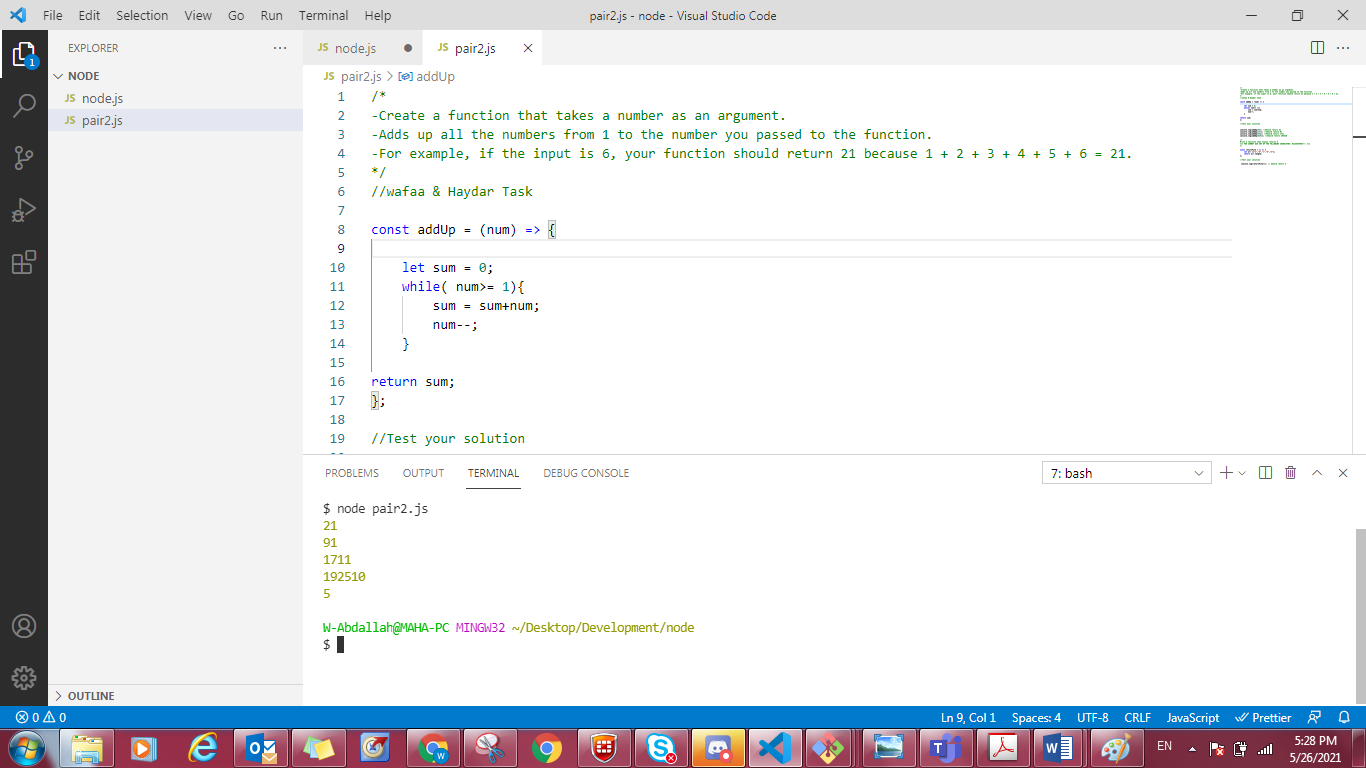 File Edit Selection View Go Run Terminal Help
pair2.js - node - Visual Studio Code
EXPLORER
1
NODE
JS node.js
JS pair2.js
OUTLINE
JS node.js
JS pair2.js
JS pair2.js > addUp
1 /*
2 -Create a function that takes a number as an argument.
3 -Adds up all the numbers from 1 to the number you passed to the function.
4 -For example, if the input is 6, your function should return 21 because 1 + 2 + 3 + 4 + 5 + 6 = 21.
5 */
6 //wafaa & Haydar Task
7
8 const addUp = (num) => {
9
10 let sum = 0;
11 while( num>= 1){
12 sum = sum+num;
13 num--;
14 }
15
16 return sum;
17 };
18
19 //Test your solution
PROBLEMS OUTPUT TERMINAL DEBUG CONSOLE
7: bash
$ node pair2.js
21
91
1711
192510
5
W-Abdallah@MAHA-PC MINGW32 ~/Desktop/Development/node
$
0 0
Ln 9, Col 1 Spaces: 4 UTF-8 CRLF JavaScript Prettier
EN
5:28 PM
5/26/2021